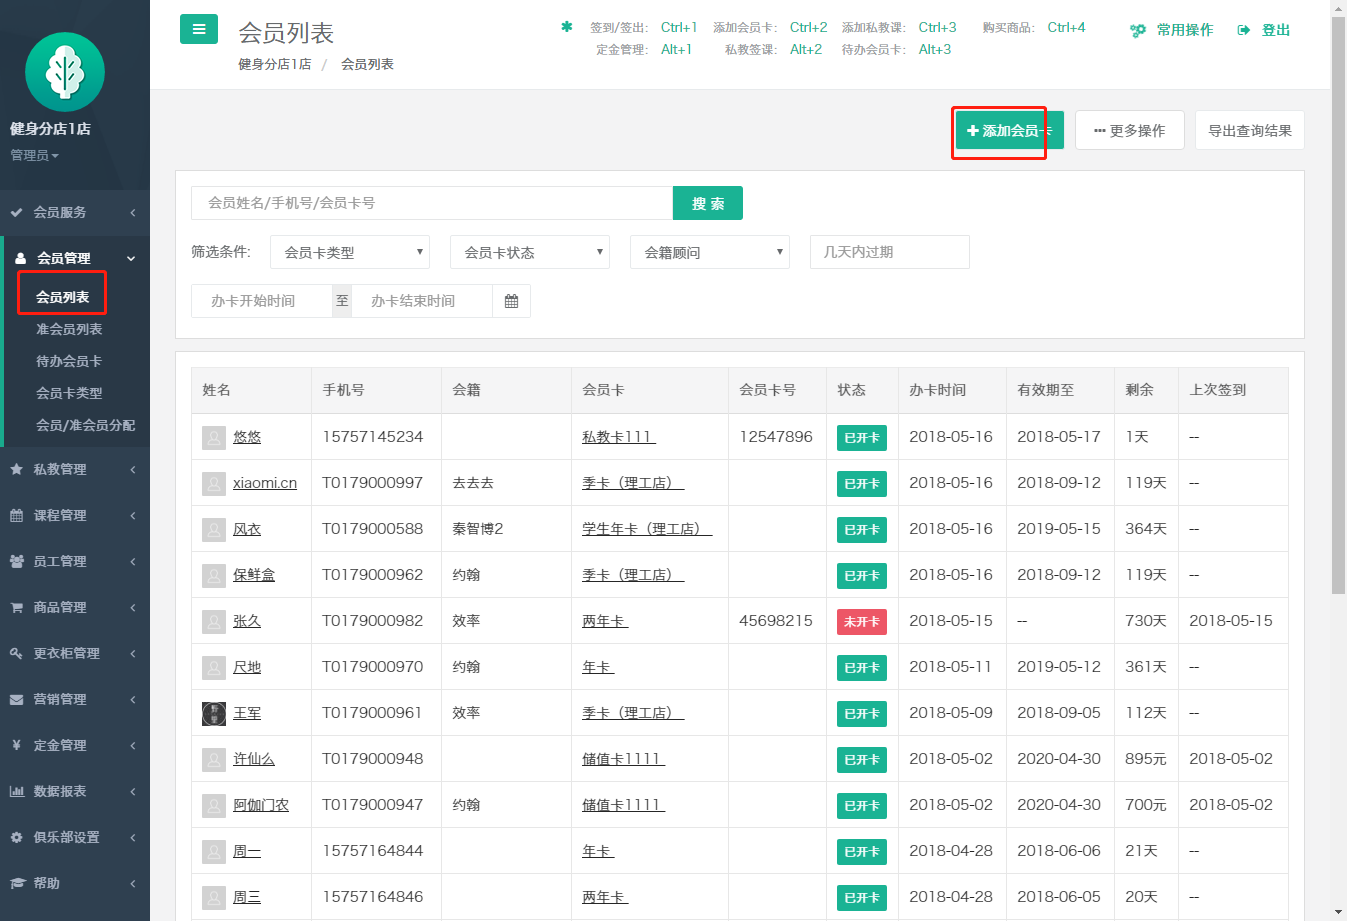 健身分店1店
管理员
会员服务
会员管理
会员列表
准会员列表
待办会员卡
会员卡类型
会员/准会员分配
私教管理
课程管理
员工管理
商品管理
更衣柜管理
营销管理
定金管理
数据报表
俱乐部设置
帮助
会员列表
健身分店1店 / 会员列表
签到/签出: Ctrl+1 添加会员卡: Ctrl+2 添加私教课: Ctrl+3 购买商品: Ctrl+4
定金管理: Alt+1 私教签课: Alt+2 待办会员卡: Alt+3
常用操作 登出
添加会员卡 更多操作 导出查询结果
会员姓名/手机号/会员卡号 搜 索
筛选条件: 会员卡类型 会员卡状态 会籍顾问 几天内过期
办卡开始时间 至 办卡结束时间
姓名 手机号 会籍 会员卡 会员卡号 状态 办卡时间 有效期至 剩余 上次签到
悠悠 15757145234 私教卡111 12547896 已开卡 2018-05-16 2018-05-17 1天 --
xiaomi.cn T0179000997 去去去 季卡（理工店） 已开卡 2018-05-16 2018-09-12 119天 --
风衣 T0179000588 秦智博2 学生年卡（理工店） 已开卡 2018-05-16 2019-05-15 364天 --
保鲜盒 T0179000962 约翰 季卡（理工店） 已开卡 2018-05-16 2018-09-12 119天 --
张久 T0179000982 效率 两年卡 45698215 未开卡 2018-05-15 -- 730天 2018-05-15
尺地 T0179000970 约翰 年卡 已开卡 2018-05-11 2019-05-12 361天 --
王军 T0179000961 效率 季卡（理工店） 已开卡 2018-05-09 2018-09-05 112天 --
许仙么 T0179000948 储值卡1111 已开卡 2018-05-02 2020-04-30 895元 2018-05-02
阿伽门农 T0179000947 约翰 储值卡1111 已开卡 2018-05-02 2020-04-30 700元 2018-05-02
周一 15757164844 年卡 已开卡 2018-04-28 2018-06-06 21天 --
周三 15757164846 两年卡 已开卡 2018-04-28 2018-06-05 20天 --